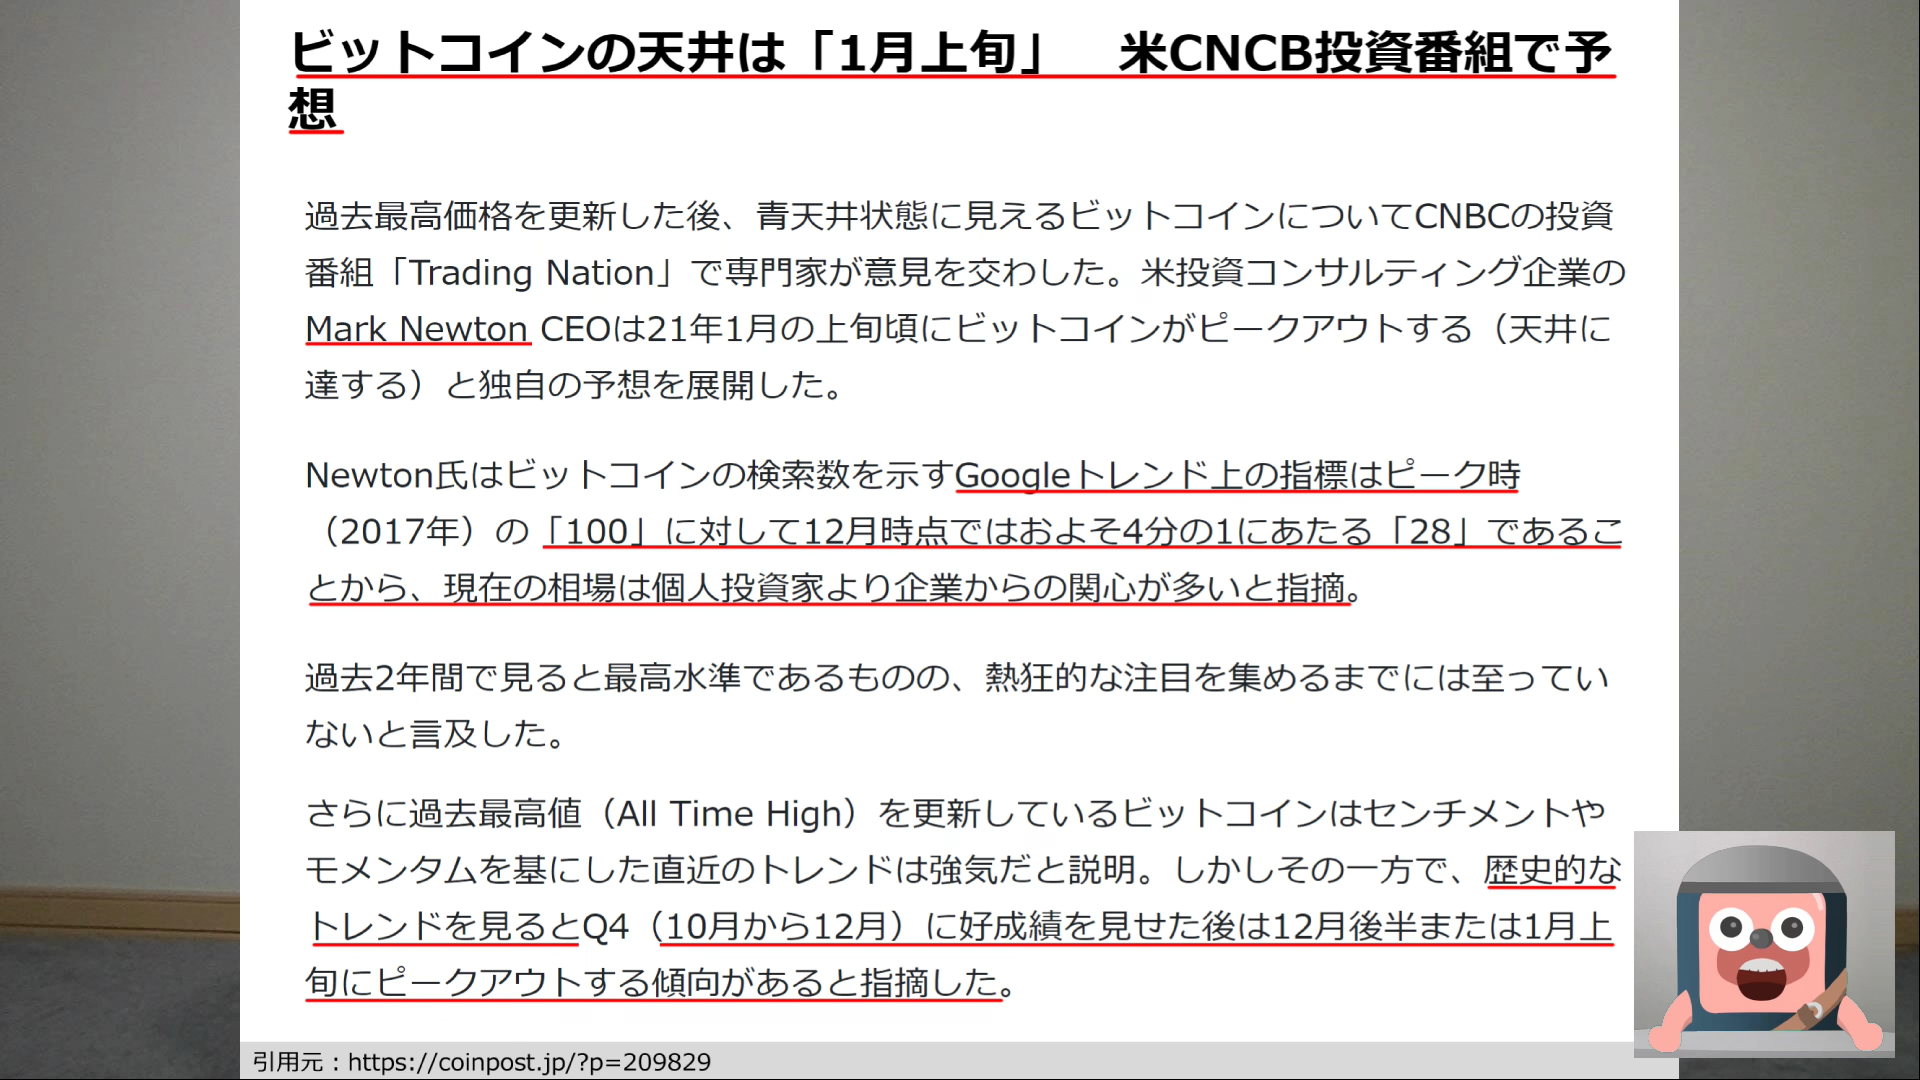 ビットコインの天井は「1月上旬」　米CNCB投資番組で予
想
過去最高価格を更新した後、青天井状態に見えるビットコインについてCNBCの投資
番組「Trading Nation」で専門家が意見を交わした。米投資コンサルティング企業の
Mark Newton CEOは21年1月の上旬頃にビットコインがピークアウトする（天井に
達する）と独自の予想を展開した。
Newton氏はビットコインの検索数を示すGoogleトレンド上の指標はピーク時
（2017年）の「100」に対して12月時点ではおよそ4分の1にあたる「28」であるこ
とから、現在の相場は個人投資家より企業からの関心が多いと指摘。
過去2年間で見ると最高水準であるものの、熱狂的な注目を集めるまでには至ってい
ないと言及した。
さらに過去最高値（All Time High）を更新しているビットコインはセンチメントや
モメンタムを基にした直近のトレンドは強気だと説明。しかしその一方で、歴史的な
トレンドを見るとQ4（10月から12月）に好成績を見せた後は12月後半または1月上
旬にピークアウトする傾向があると指摘した。
引用元：https://coinpost.jp/?p=209829